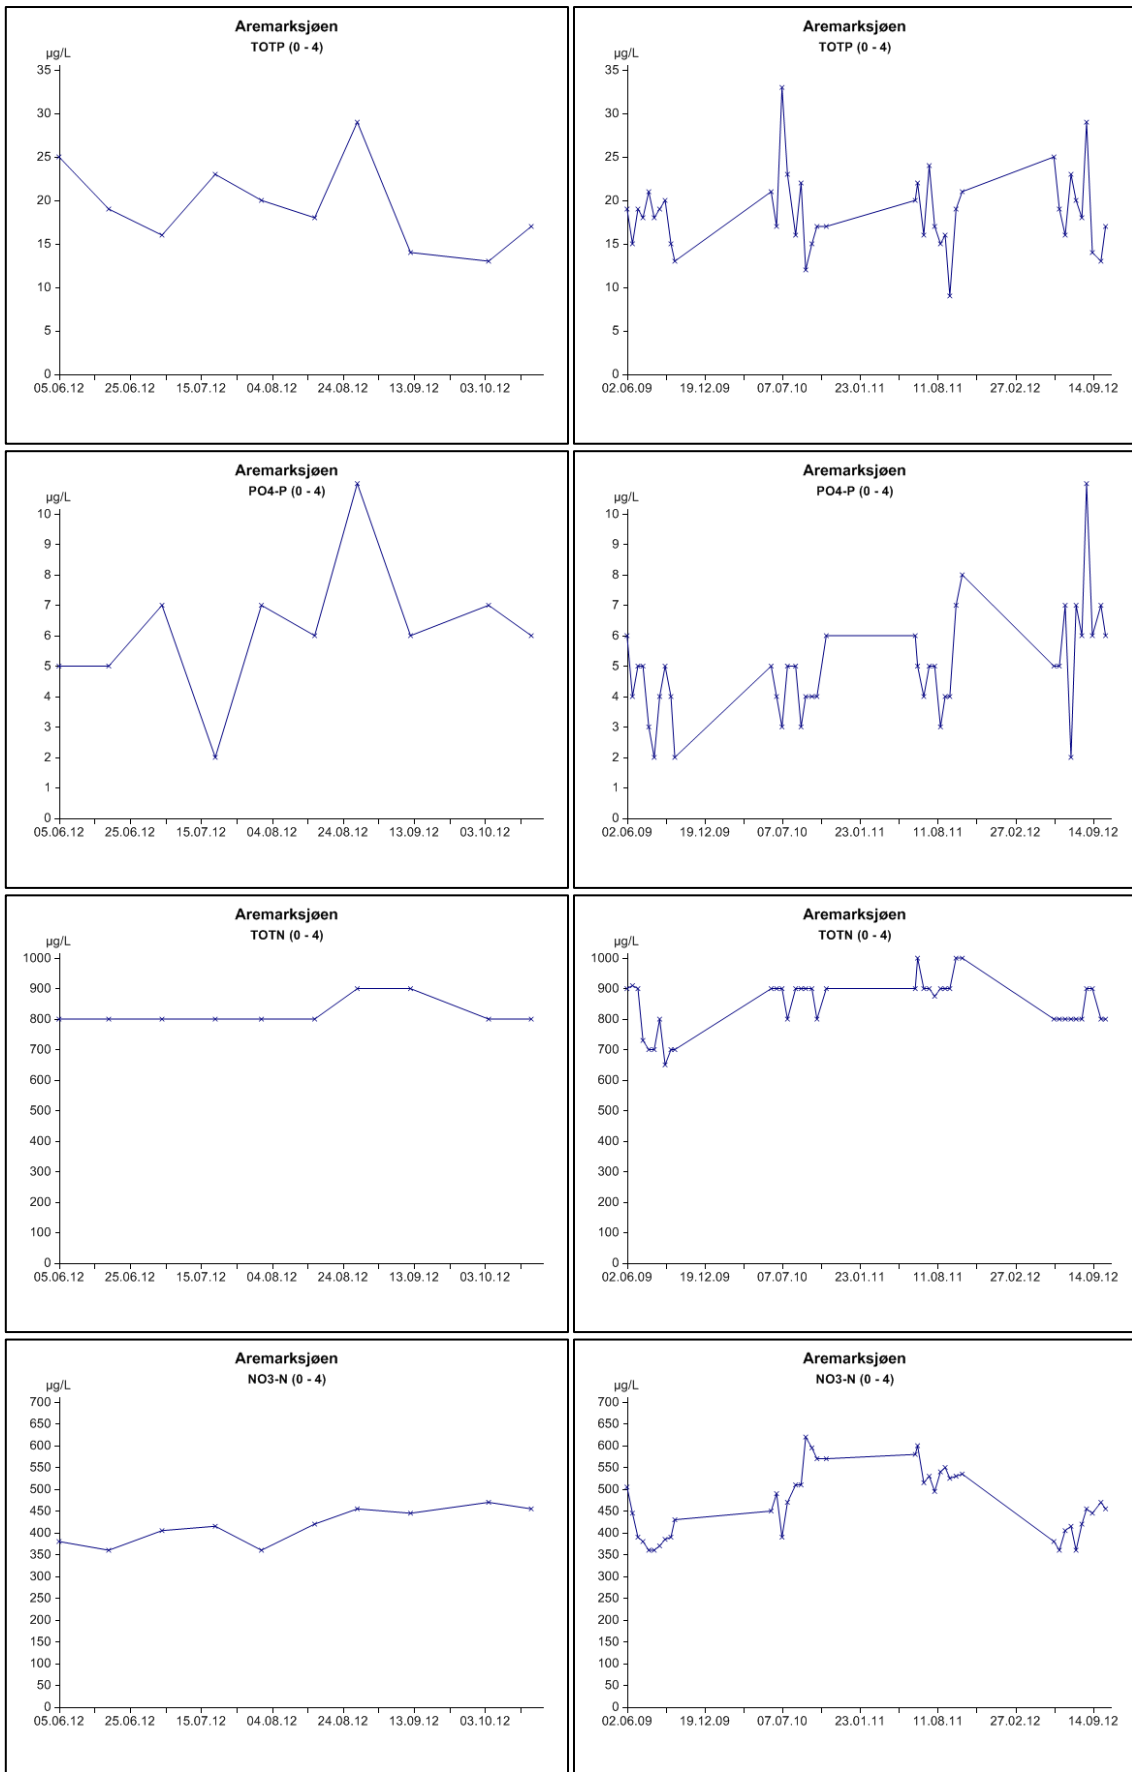 Aremarksjøen
TOTP (0 - 4)
µg/L
35
30
25
20
15
10
5
0
05.06.12 25.06.12 15.07.12 04.08.12 24.08.12 13.09.12 03.10.12
Aremarksjøen
TOTP (0 - 4)
µg/L
35
30
25
20
15
10
5
0
02.06.09 19.12.09 07.07.10 23.01.11 11.08.11 27.02.12 14.09.12
Aremarksjøen
PO4-P (0 - 4)
µg/L
10
9
8
7
6
5
4
3
2
1
0
05.06.12 25.06.12 15.07.12 04.08.12 24.08.12 13.09.12 03.10.12
Aremarksjøen
PO4-P (0 - 4)
µg/L
10
9
8
7
6
5
4
3
2
1
0
02.06.09 19.12.09 07.07.10 23.01.11 11.08.11 27.02.12 14.09.12
Aremarksjøen
TOTN (0 - 4)
µg/L
1000
900
800
700
600
500
400
300
200
100
0
05.06.12 25.06.12 15.07.12 04.08.12 24.08.12 13.09.12 03.10.12
Aremarksjøen
TOTN (0 - 4)
µg/L
1000
900
800
700
600
500
400
300
200
100
0
02.06.09 19.12.09 07.07.10 23.01.11 11.08.11 27.02.12 14.09.12
Aremarksjøen
NO3-N (0 - 4)
µg/L
700
650
600
550
500
450
400
350
300
250
200
150
100
50
0
05.06.12 25.06.12 15.07.12 04.08.12 24.08.12 13.09.12 03.10.12
Aremarksjøen
NO3-N (0 - 4)
µg/L
700
650
600
550
500
450
400
350
300
250
200
150
100
50
0
02.06.09 19.12.09 07.07.10 23.01.11 11.08.11 27.02.12 14.09.12